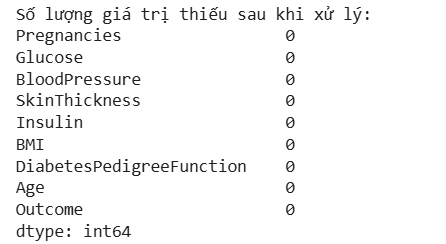 Số lượng giá trị thiếu sau khi xử lý:
Pregnancies 0
Glucose 0
BloodPressure 0
SkinThickness 0
Insulin 0
BMI 0
DiabetesPedigreeFunction 0
Age 0
Outcome 0
dtype: int64